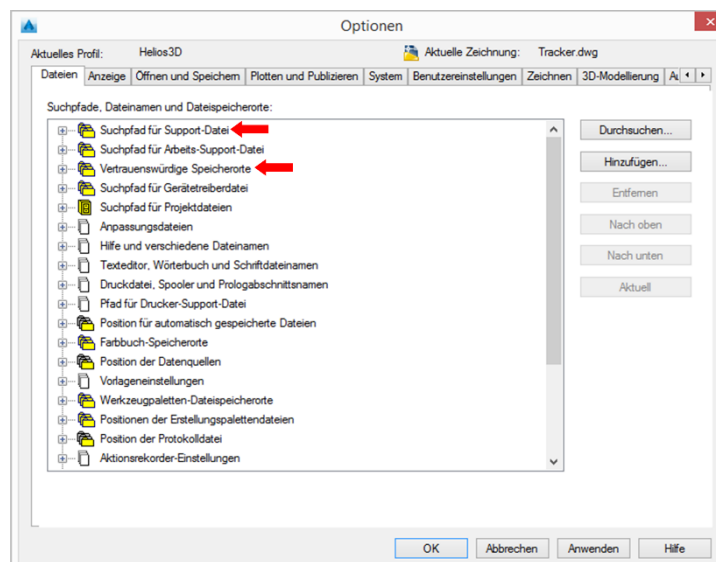 Optionen
Aktuelles Profil: Helios3D Aktuelle Zeichnung: Tracker.dwg
Dateien Anzeige Öffnen und Speichern Plotten und Publizieren System Benutzereinstellungen Zeichnen 3D-Modellierung
Suchpfade, Dateinamen und Dateispeicherorte:
Suchpfad für Support-Datei
Suchpfad für Arbeits-Support-Datei
Vertrauenswürdige Speicherorte
Suchpfad für Gerätetreiberdatei
Suchpfad für Projektdateien
Anpassungsdateien
Hilfe und verschiedene Dateinamen
Texteditor, Wörterbuch und Schriftdateinamen
Druckdatei, Spooler und Prologabschnittsnamen
Pfad für Drucker-Support-Datei
Position für automatisch gespeicherte Dateien
Farbbuch-Speicherorte
Position der Datenquellen
Vorlageneinstellungen
Werkzeugpaletten-Dateispeicherorte
Positionen der Erstellungspalettendateien
Position der Protokolldatei
Aktionsrekorder-Einstellungen
Durchsuchen...
Hinzufügen...
Entfernen
Nach oben
Nach unten
Aktuell
OK Abbrechen Anwenden Hilfe